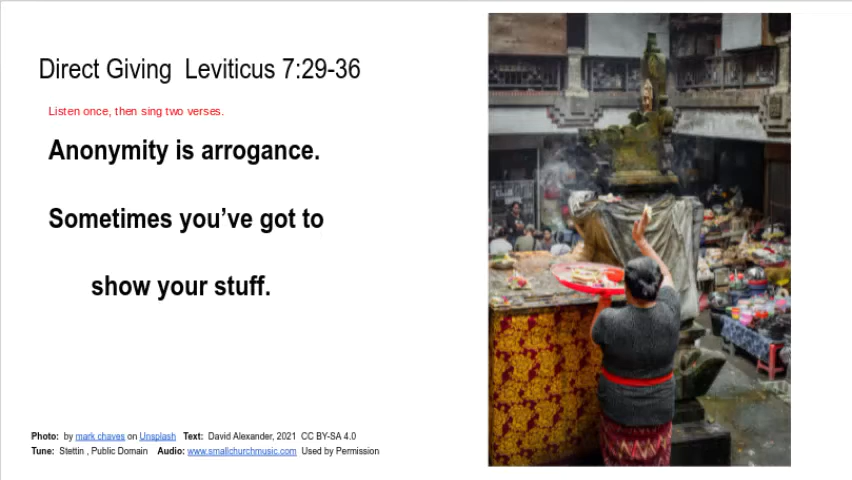 Direct Giving  Leviticus 7:29-36
Listen once, then sing two verses.
Anonymity is arrogance.
Sometimes you’ve got to
show your stuff.
Photo:  by mark chaves on Unsplash   Text:  David Alexander, 2021  CC BY-SA 4.0
Tune:  Stettin , Public Domain    Audio: www.smallchurchmusic.com  Used by Permission